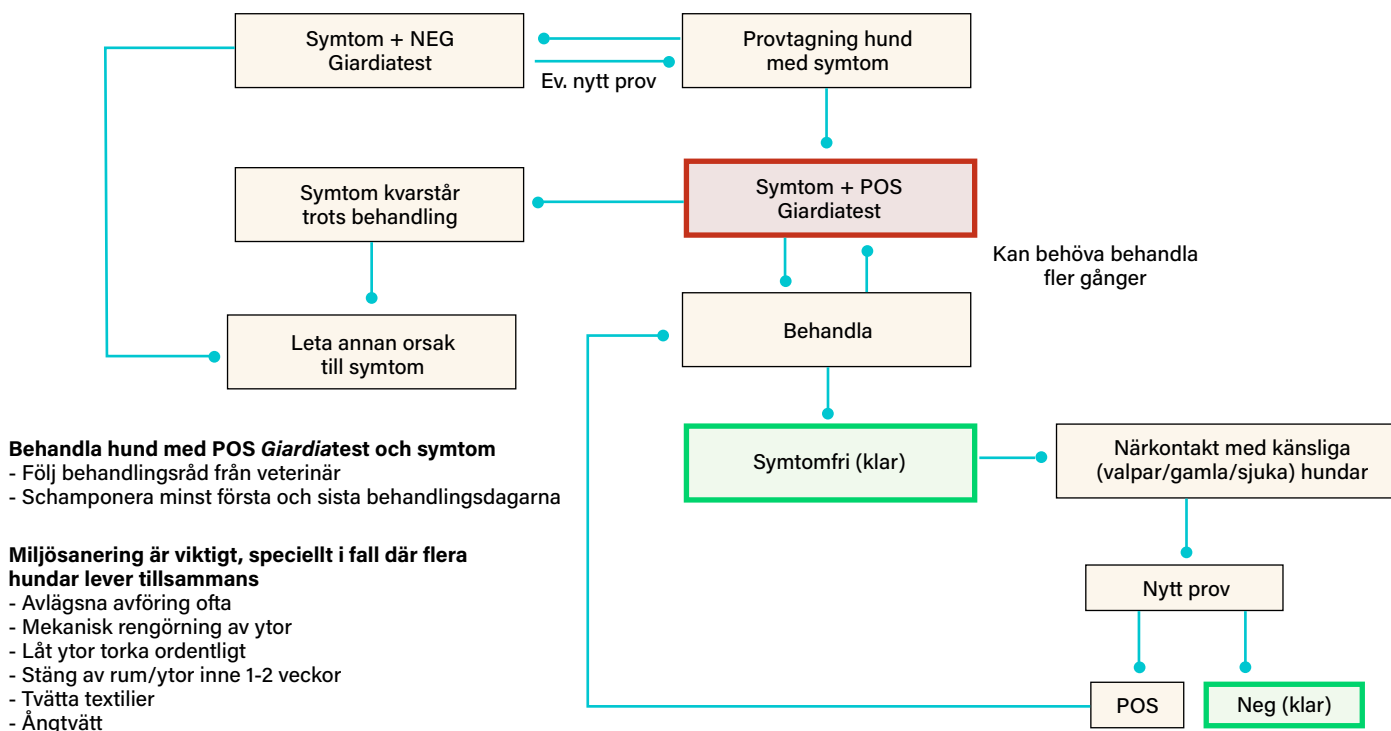 Symtom + NEG
Giardiatest
Provtagning hund
med symtom
Ev. nytt prov
Symtom kvarstår
trots behandling
Symtom + POS
Giardiatest
Kan behöva behandla
fler gånger
Leta annan orsak
till symtom
Behandla
Behandla hund med POS Giardiatest och symtom
- Följ behandlingsråd från veterinär
- Schamponera minst första och sista behandlingsdagarna
Symtomfri (klar)
Närkontakt med känsliga
(valpar/gamla/sjuka) hundar
Miljösanering är viktigt, speciellt i fall där flera
hundar lever tillsammans
- Avlägsna avföring ofta
- Mekanisk rengörning av ytor
- Låt ytor torka ordentligt
- Stäng av rum/ytor inne 1-2 veckor
- Tvätta textilier
- Ångtvätt
Nytt prov
POS
Neg (klar)